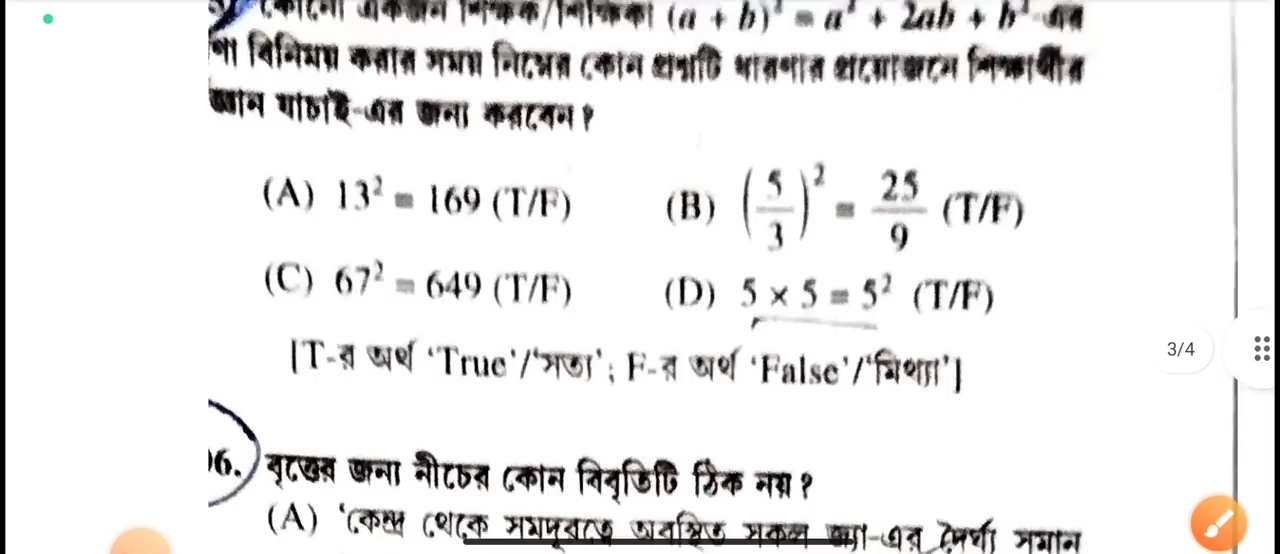 কোনো একজন শিক্ষক/শিক্ষিকা (a + b)² = a² + 2ab + b² -এর
ণা বিনিময় করার সময় নিম্নের কোন প্রশ্নটি ধারণার প্রয়োজনে শিক্ষার্থীর
জ্ঞান যাচাই-এর জন্য করবেন?
(A) 13² = 169 (T/F) (B) (5/3)² = 25/9 (T/F)
(C) 67² = 649 (T/F) (D) 5 × 5 = 5² (T/F)
[T-র অর্থ ‘True’/‘সত্য’; F-র অর্থ ‘False’/‘মিথ্যা’]
3/4
06. বৃত্তের জন্য নীচের কোন বিবৃতিটি ঠিক নয়?
(A) ‘কেন্দ্র থেকে সমদূরত্বে অবস্থিত সকল জ্যা-এর দৈর্ঘ্য সমান